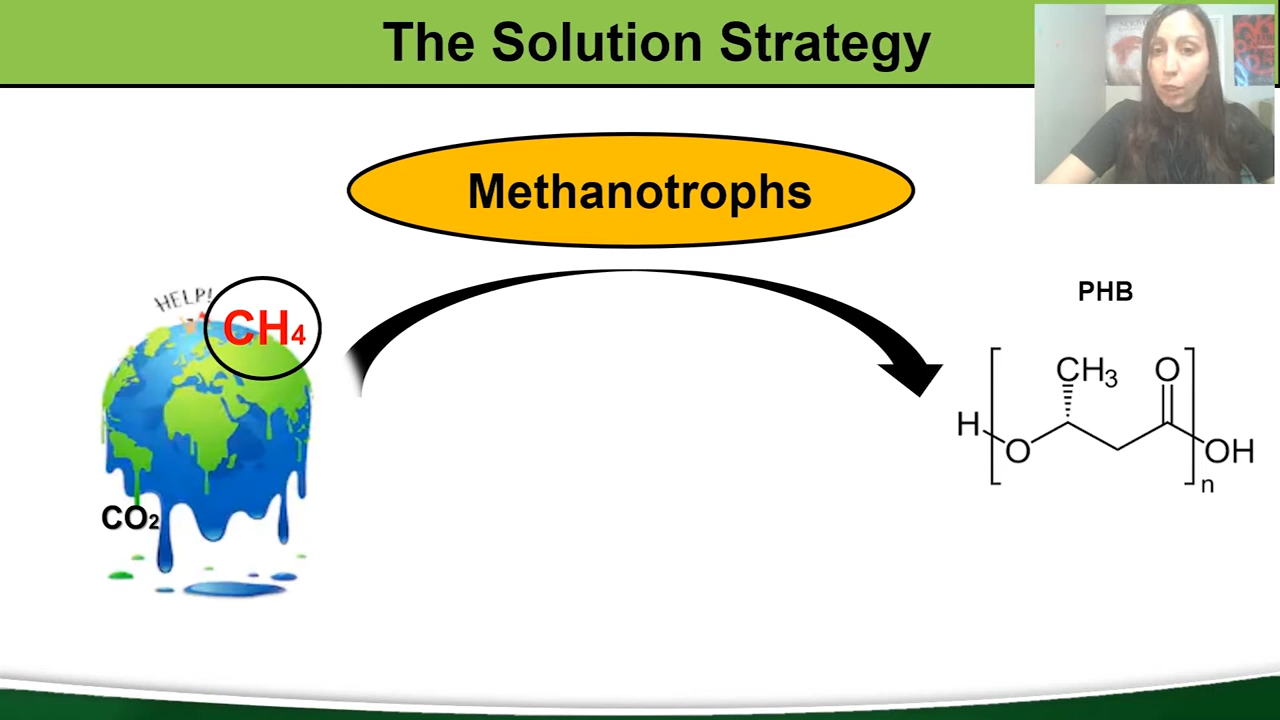 The Solution Strategy
Methanotrophs
HELP!
CH4
CO2
PHB
CH3
O
H
O
OH
n